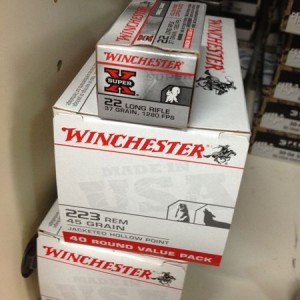 WINCHESTER
SUPER X
22 LONG RIFLE
37 GRAIN, 1280 FPS
WINCHESTER
MADE IN
USA
223 REM
45 GRAIN
JACKETED HOLLOW POINT
40 ROUND VALUE PACK
WINCHESTER